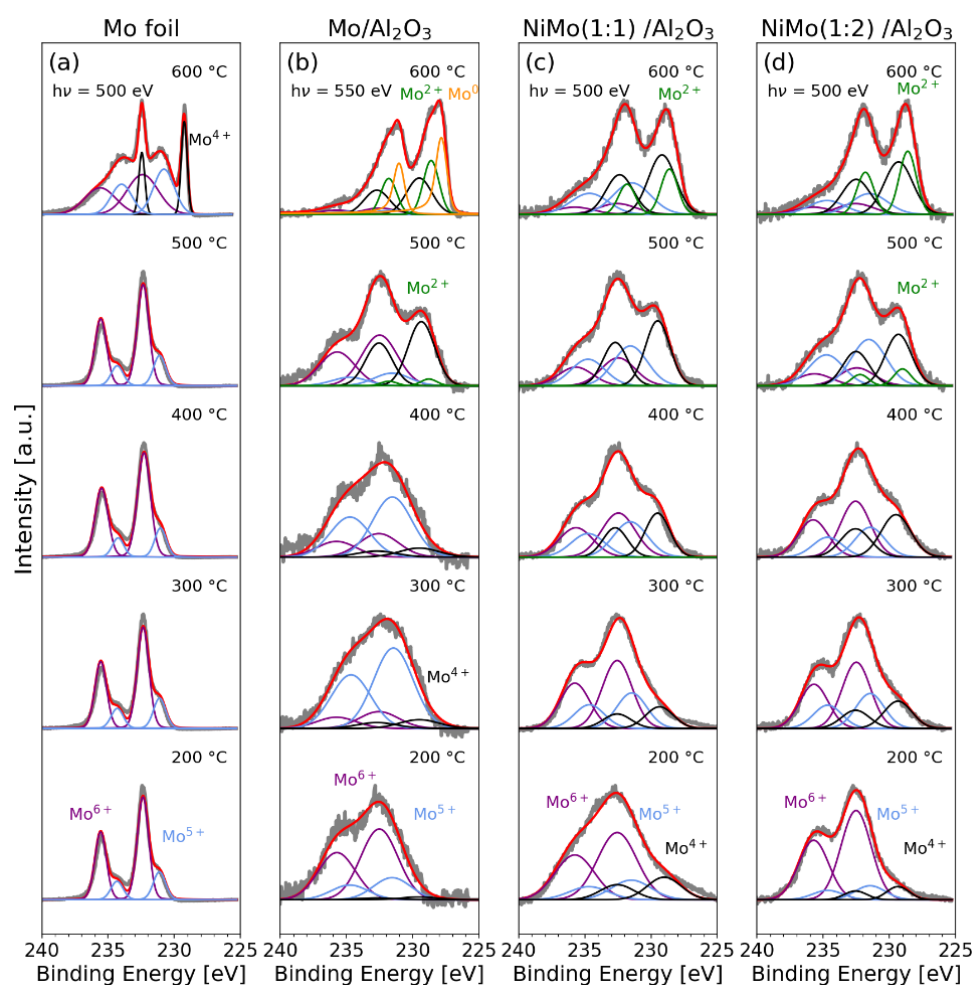 Mo foil
Mo/Al₂O₃
NiMo(1:1) /Al₂O₃
NiMo(1:2) /Al₂O₃
(a)
600 °C
hν = 500 eV
Mo⁴⁺
500 °C
400 °C
300 °C
200 °C
Mo⁶⁺
Mo⁵⁺
(b)
600 °C
hν = 550 eV
Mo²⁺
Mo⁰
500 °C
Mo²⁺
400 °C
300 °C
Mo⁴⁺
200 °C
Mo⁶⁺
Mo⁵⁺
(c)
600 °C
hν = 500 eV
Mo²⁺
500 °C
400 °C
300 °C
200 °C
Mo⁶⁺
Mo⁵⁺
Mo⁴⁺
(d)
600 °C
hν = 500 eV
Mo²⁺
500 °C
Mo²⁺
400 °C
300 °C
200 °C
Mo⁶⁺
Mo⁵⁺
Mo⁴⁺
Intensity [a.u.]
240 235 230 225
240 235 230 225
240 235 230 225
240 235 230 225
Binding Energy [eV]
Binding Energy [eV]
Binding Energy [eV]
Binding Energy [eV]